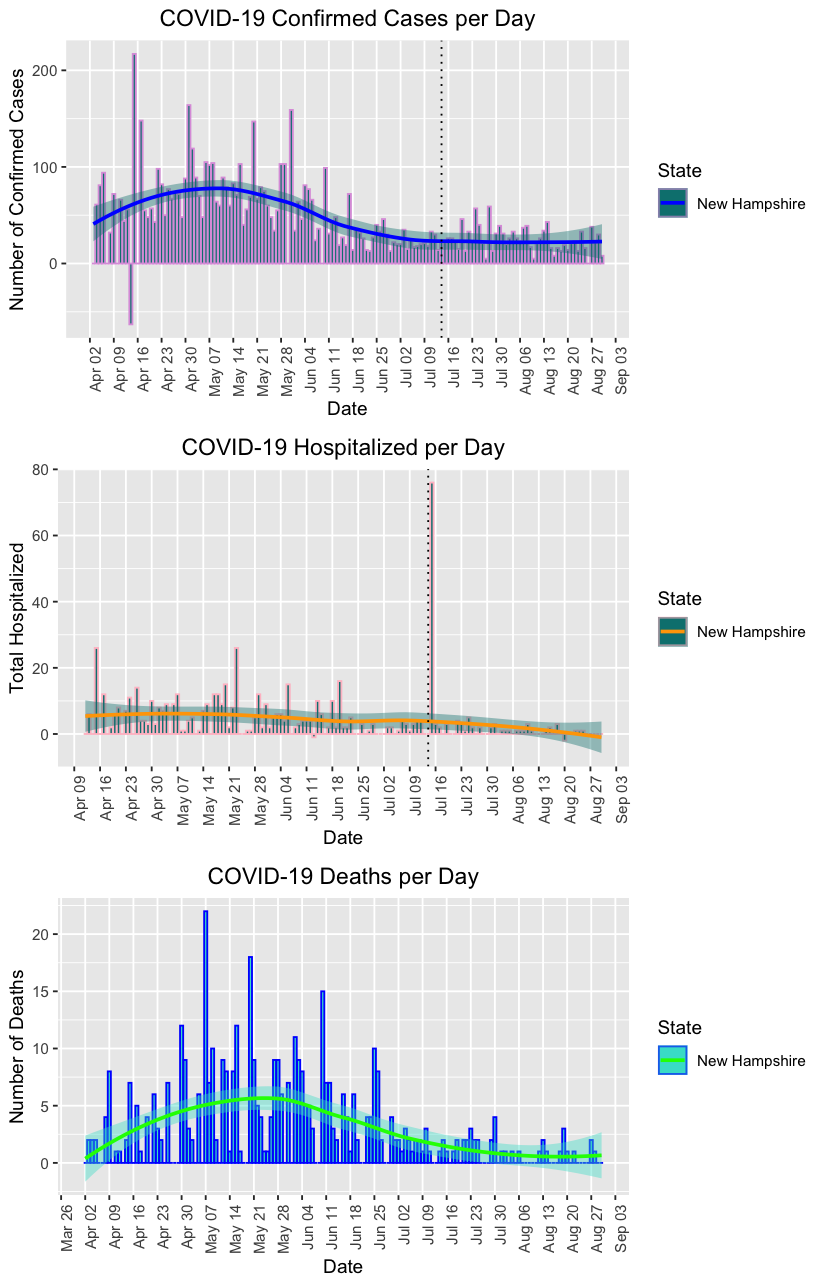 COVID-19 Confirmed Cases per Day
Number of Confirmed Cases
200
100
0
Apr 02
Apr 09
Apr 16
Apr 23
Apr 30
May 07
May 14
May 21
May 28
Jun 04
Jun 11
Jun 18
Jun 25
Jul 02
Jul 09
Jul 16
Jul 23
Jul 30
Aug 06
Aug 13
Aug 20
Aug 27
Sep 03
Date
State
New Hampshire
COVID-19 Hospitalized per Day
Total Hospitalized
80
60
40
20
0
Apr 09
Apr 16
Apr 23
Apr 30
May 07
May 14
May 21
May 28
Jun 04
Jun 11
Jun 18
Jun 25
Jul 02
Jul 09
Jul 16
Jul 23
Jul 30
Aug 06
Aug 13
Aug 20
Aug 27
Sep 03
Date
State
New Hampshire
COVID-19 Deaths per Day
Number of Deaths
20
15
10
5
0
Mar 26
Apr 02
Apr 09
Apr 16
Apr 23
Apr 30
May 07
May 14
May 21
May 28
Jun 04
Jun 11
Jun 18
Jun 25
Jul 02
Jul 09
Jul 16
Jul 23
Jul 30
Aug 06
Aug 13
Aug 20
Aug 27
Sep 03
Date
State
New Hampshire